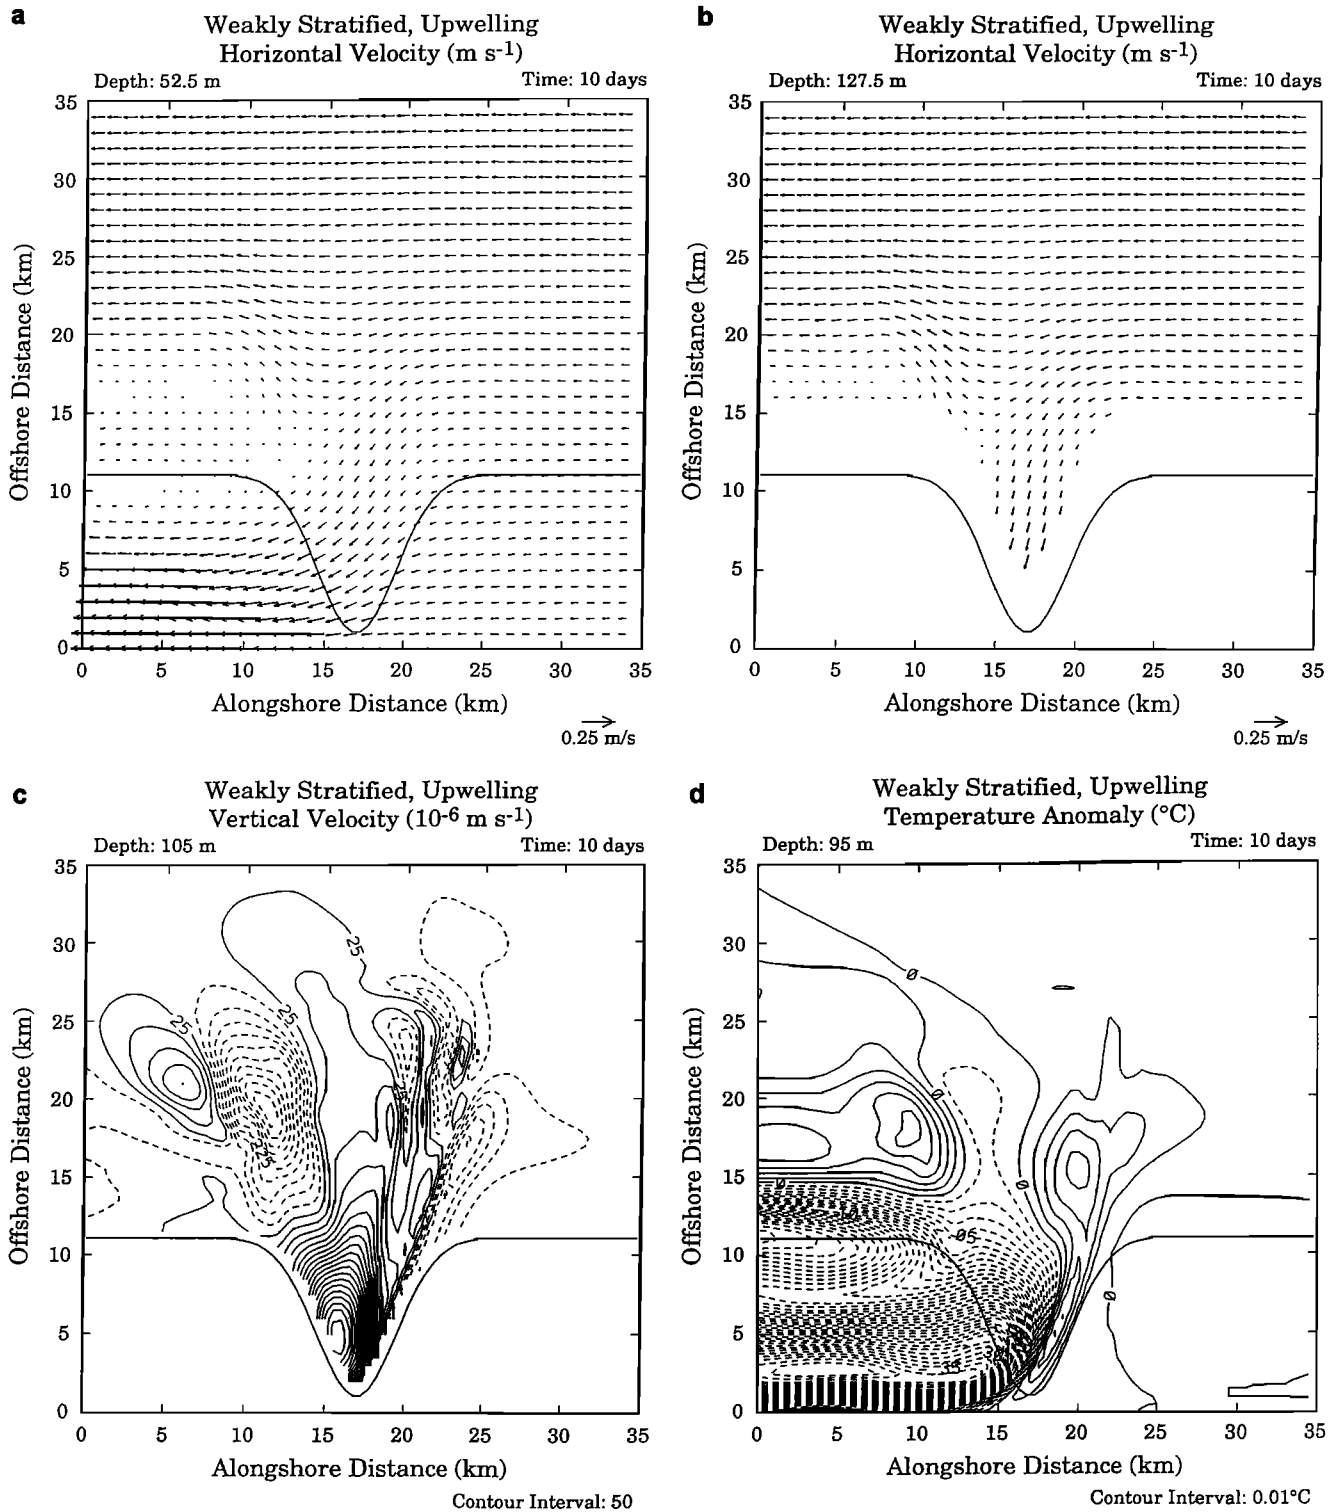 a
Weakly Stratified, Upwelling
Horizontal Velocity (m s-1)
Depth: 52.5 m Time: 10 days
35
30
25
20
15
10
5
0
Offshore Distance (km)
0 5 10 15 20 25 30 35
Alongshore Distance (km)
0.25 m/s
b
Weakly Stratified, Upwelling
Horizontal Velocity (m s-1)
Depth: 127.5 m Time: 10 days
35
30
25
20
15
10
5
0
Offshore Distance (km)
0 5 10 15 20 25 30 35
Alongshore Distance (km)
0.25 m/s
c
Weakly Stratified, Upwelling
Vertical Velocity (10-6 m s-1)
Depth: 105 m Time: 10 days
35
30
25
20
15
10
5
0
Offshore Distance (km)
25
25
25
0 5 10 15 20 25 30 35
Alongshore Distance (km)
Contour Interval: 50
d
Weakly Stratified, Upwelling
Temperature Anomaly (°C)
Depth: 95 m Time: 10 days
35
30
25
20
15
10
5
0
Offshore Distance (km)
0
0
0
0
0
0 5 10 15 20 25 30 35
Alongshore Distance (km)
Contour Interval: 0.01°C